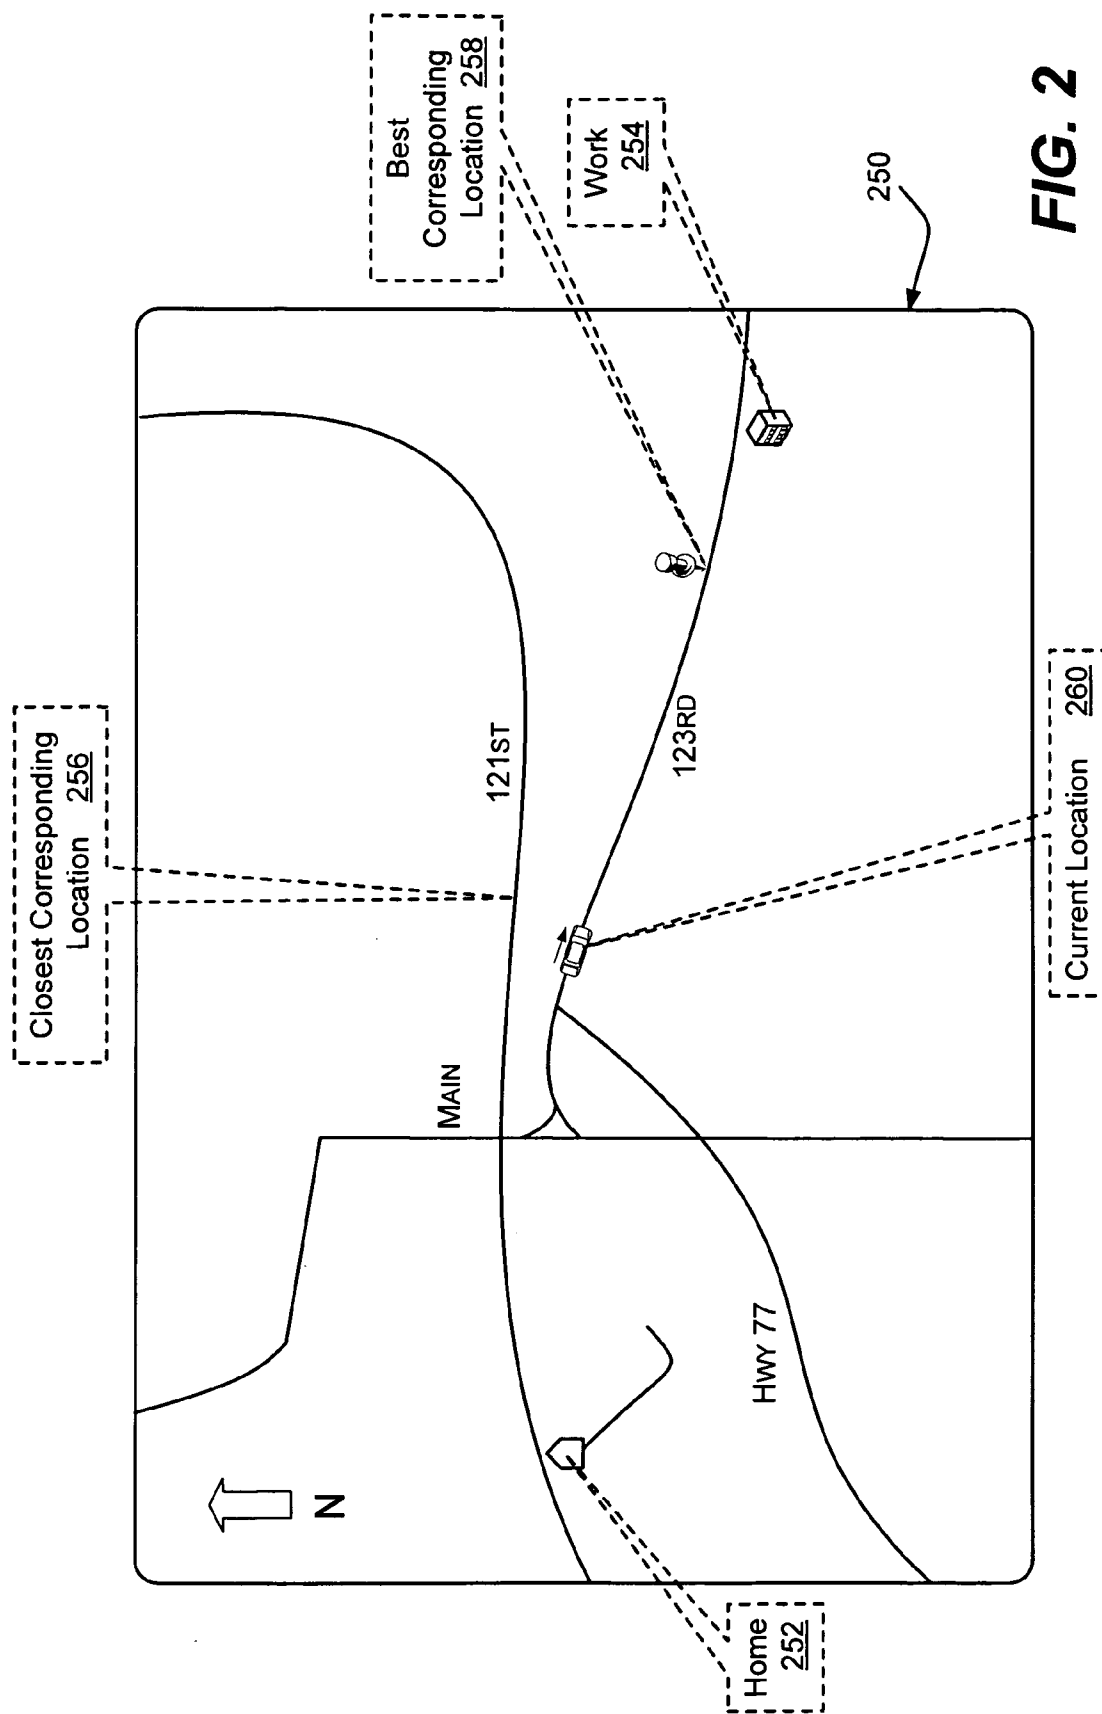 Closest Corresponding
Location 256
Best
Corresponding
Location 258
Work
254
250
MAIN
121ST
123RD
N
HWY 77
Home
252
Current Location 260
FIG. 2